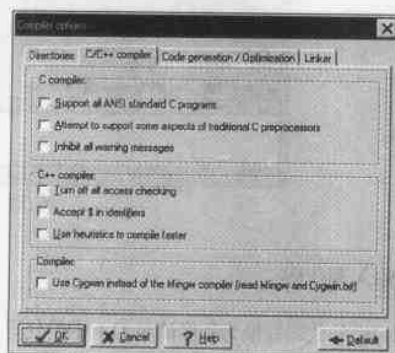 Compiler options
Directories C/C++ compiler Code generation / Optimization Linker
C compiler
Support all ANSI standard C programs
Attempt to support some aspects of traditional C preprocessors
Inhibit all warning messages
C++ compiler
Turn off all access checking
Accept $ in identifiers
Use heuristics to compile faster
Compiler
Use Cygwin instead of the Mingw compiler (read Mingw and Cygwin.txt)
OK Cancel ? Help Default